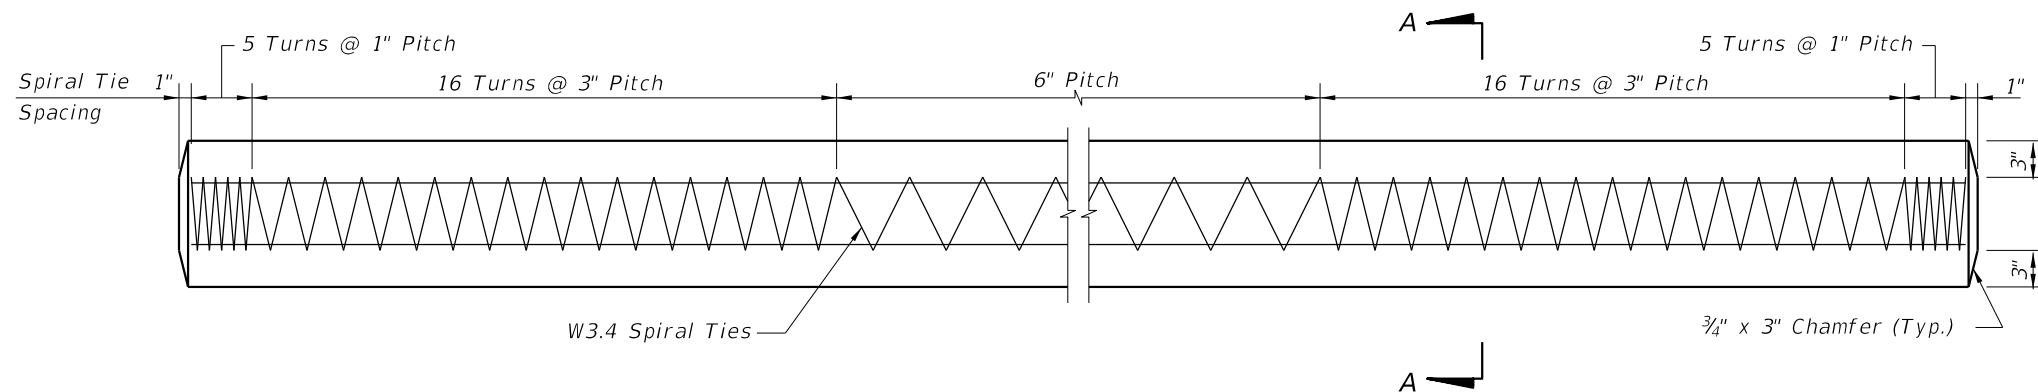 A
5 Turns @ 1" Pitch
5 Turns @ 1" Pitch
Spiral Tie 1"
16 Turns @ 3" Pitch
6" Pitch
16 Turns @ 3" Pitch
1"
Spacing
3"
3"
W3.4 Spiral Ties
¾" x 3" Chamfer (Typ.)
A